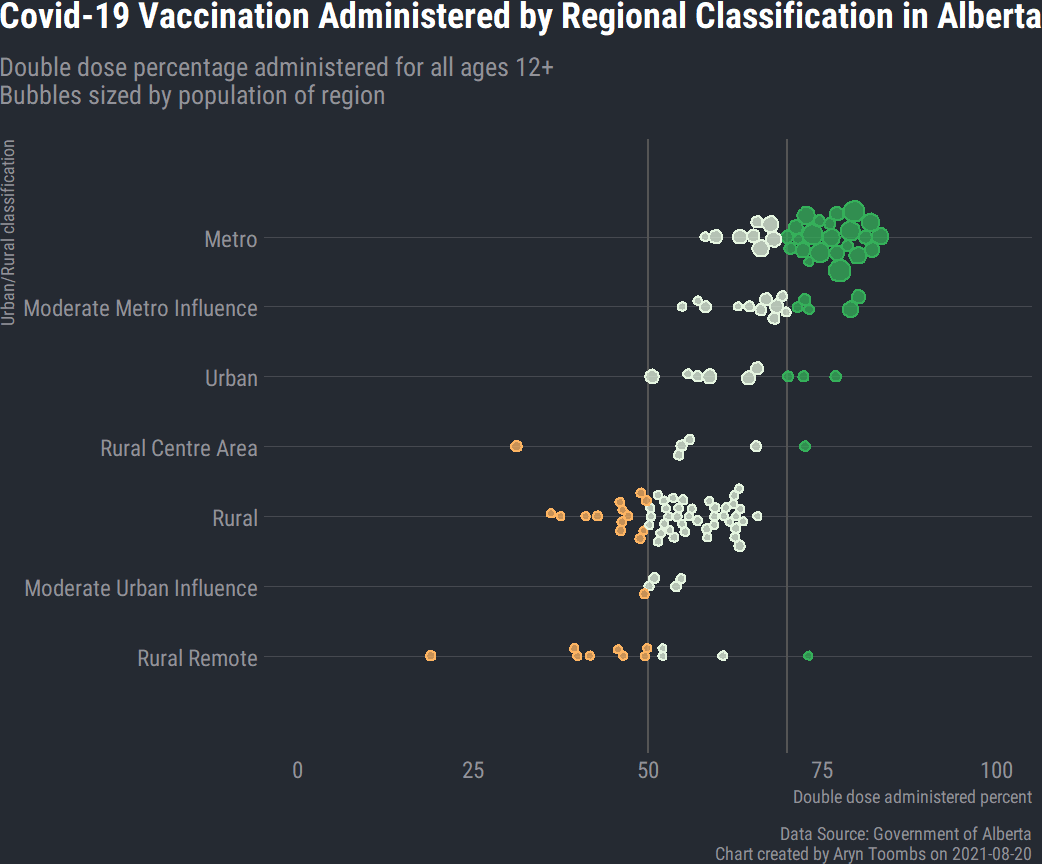 Covid-19 Vaccination Administered by Regional Classification in Alberta
Double dose percentage administered for all ages 12+
Bubbles sized by population of region
Urban/Rural classification
Metro
Moderate Metro Influence
Urban
Rural Centre Area
Rural
Moderate Urban Influence
Rural Remote
0 25 50 75 100
Double dose administered percent
Data Source: Government of Alberta
Chart created by Aryn Toombs on 2021-08-20